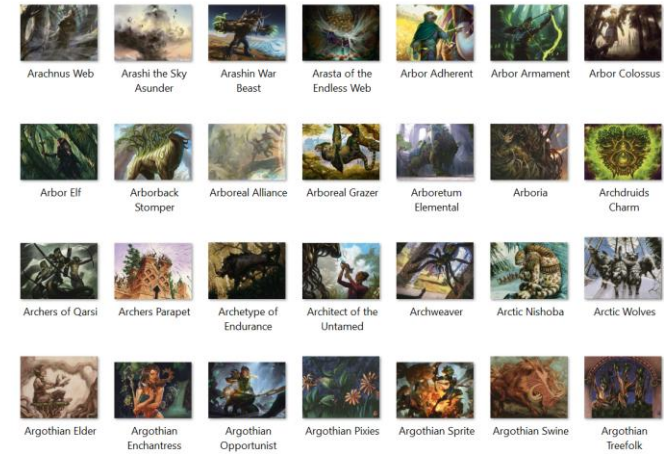 Arachnus Web
Arashi the Sky
Asunder
Arashin War
Beast
Arasta of the
Endless Web
Arbor Adherent
Arbor Armament
Arbor Colossus
Arbor Elf
Arborback
Stomper
Arboreal Alliance
Arboreal Grazer
Arboretum
Elemental
Arboria
Archdruids
Charm
Archers of Qarsi
Archers Parapet
Archetype of
Endurance
Architect of the
Untamed
Archweaver
Arctic Nishoba
Arctic Wolves
Argothian Elder
Argothian
Enchantress
Argothian
Opportunist
Argothian Pixies
Argothian Sprite
Argothian Swine
Argothian
Treefolk